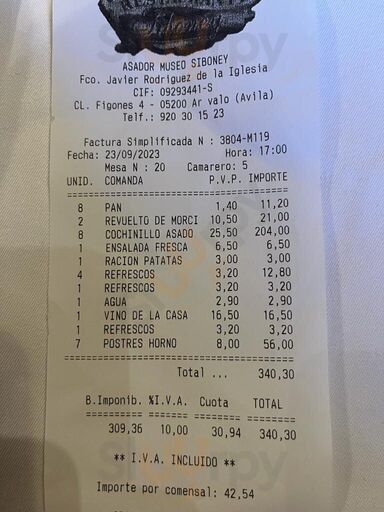 ASADOR MUSEO SIBONEY
Fco. Javier Rodriguez de la Iglesia
CIF: 09293441-S
CL. Figones 4 - 05200 Ar valo (Avila)
Telf.: 920 30 15 23
Factura Simplificada N : 3804-M119
Fecha: 23/09/2023 Hora: 17:00
Mesa N : 20 Camarero: 5
UNID. COMANDA P.V.P. IMPORTE
8 PAN 1,40 11,20
2 REVUELTO DE MORCI 10,50 21,00
8 COCHINILLO ASADO 25,50 204,00
1 ENSALADA FRESCA 6,50 6,50
1 RACION PATATAS 3,00 3,00
4 REFRESCOS 3,20 12,80
1 REFRESCOS 3,20 3,20
1 AGUA 2,90 2,90
1 VINO DE LA CASA 16,50 16,50
1 REFRESCOS 3,20 3,20
7 POSTRES HORNO 8,00 56,00
Total ... 340,30
B.Imponib. %I.V.A. Cuota TOTAL
309,36 10,00 30,94 340,30
** I.V.A. INCLUIDO **
Importe por comensal: 42,54